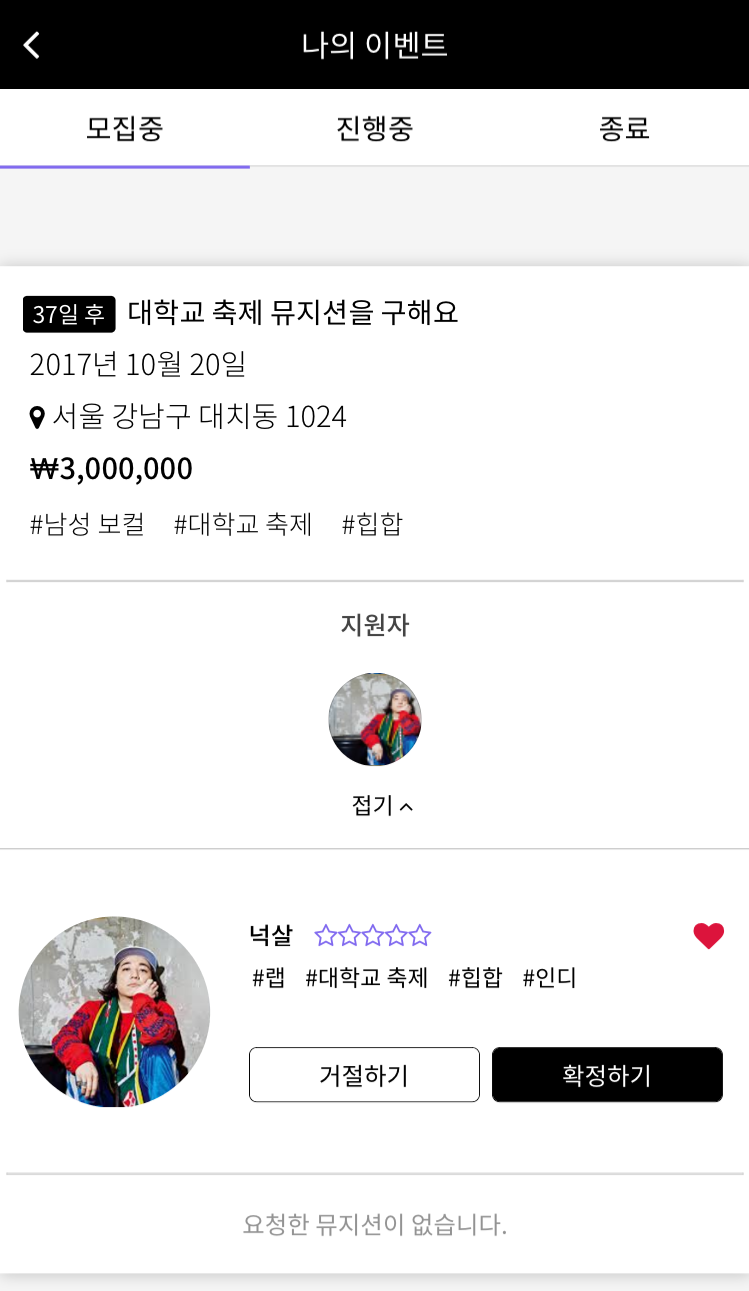 나의 이벤트
모집중 진행중 종료
37일 후 대학교 축제 뮤지션을 구해요
2017년 10월 20일
서울 강남구 대치동 1024
₩3,000,000
#남성 보컬 #대학교 축제 #힙합
지원자
접기
넉살
#랩 #대학교 축제 #힙합 #인디
거절하기 확정하기
요청한 뮤지션이 없습니다.